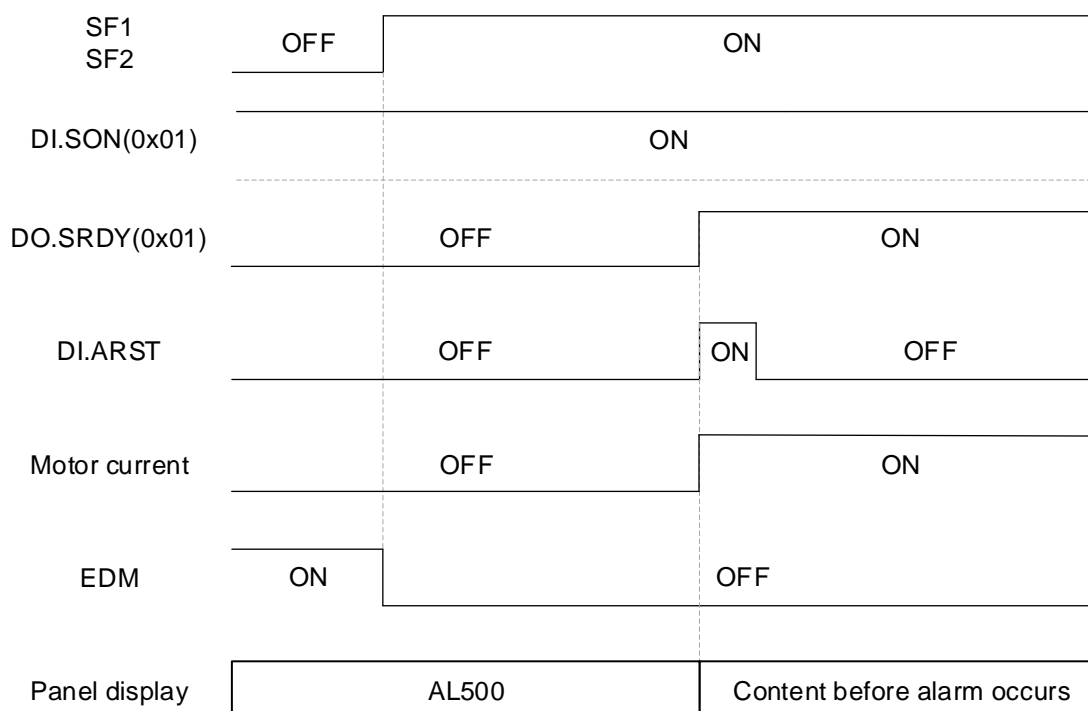 SF1
SF2
OFF
ON
DI.SON(0x01)
ON
DO.SRDY(0x01)
OFF
ON
DI.ARST
OFF
ON
OFF
Motor current
OFF
ON
EDM
ON
OFF
Panel display
AL500
Content before alarm occurs